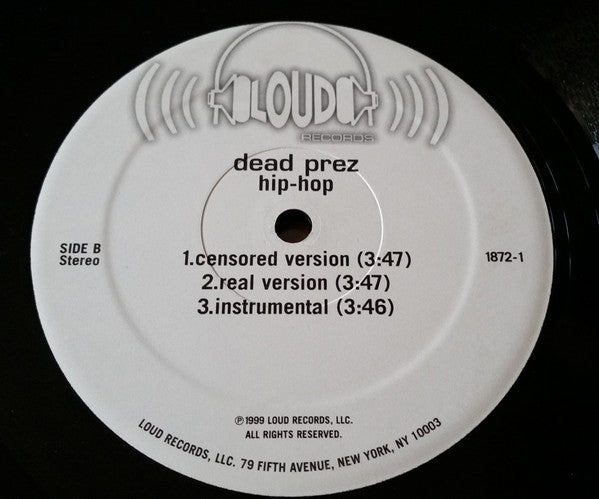 LOUD
RECORDS
dead prez
hip-hop
SIDE B
Stereo
1.censored version (3:47)
2.real version (3:47)
3.instrumental (3:46)
1872-1
℗1999 LOUD RECORDS, LLC.
ALL RIGHTS RESERVED.
LOUD RECORDS, LLC. 79 FIFTH AVENUE, NEW YORK, NY 10003